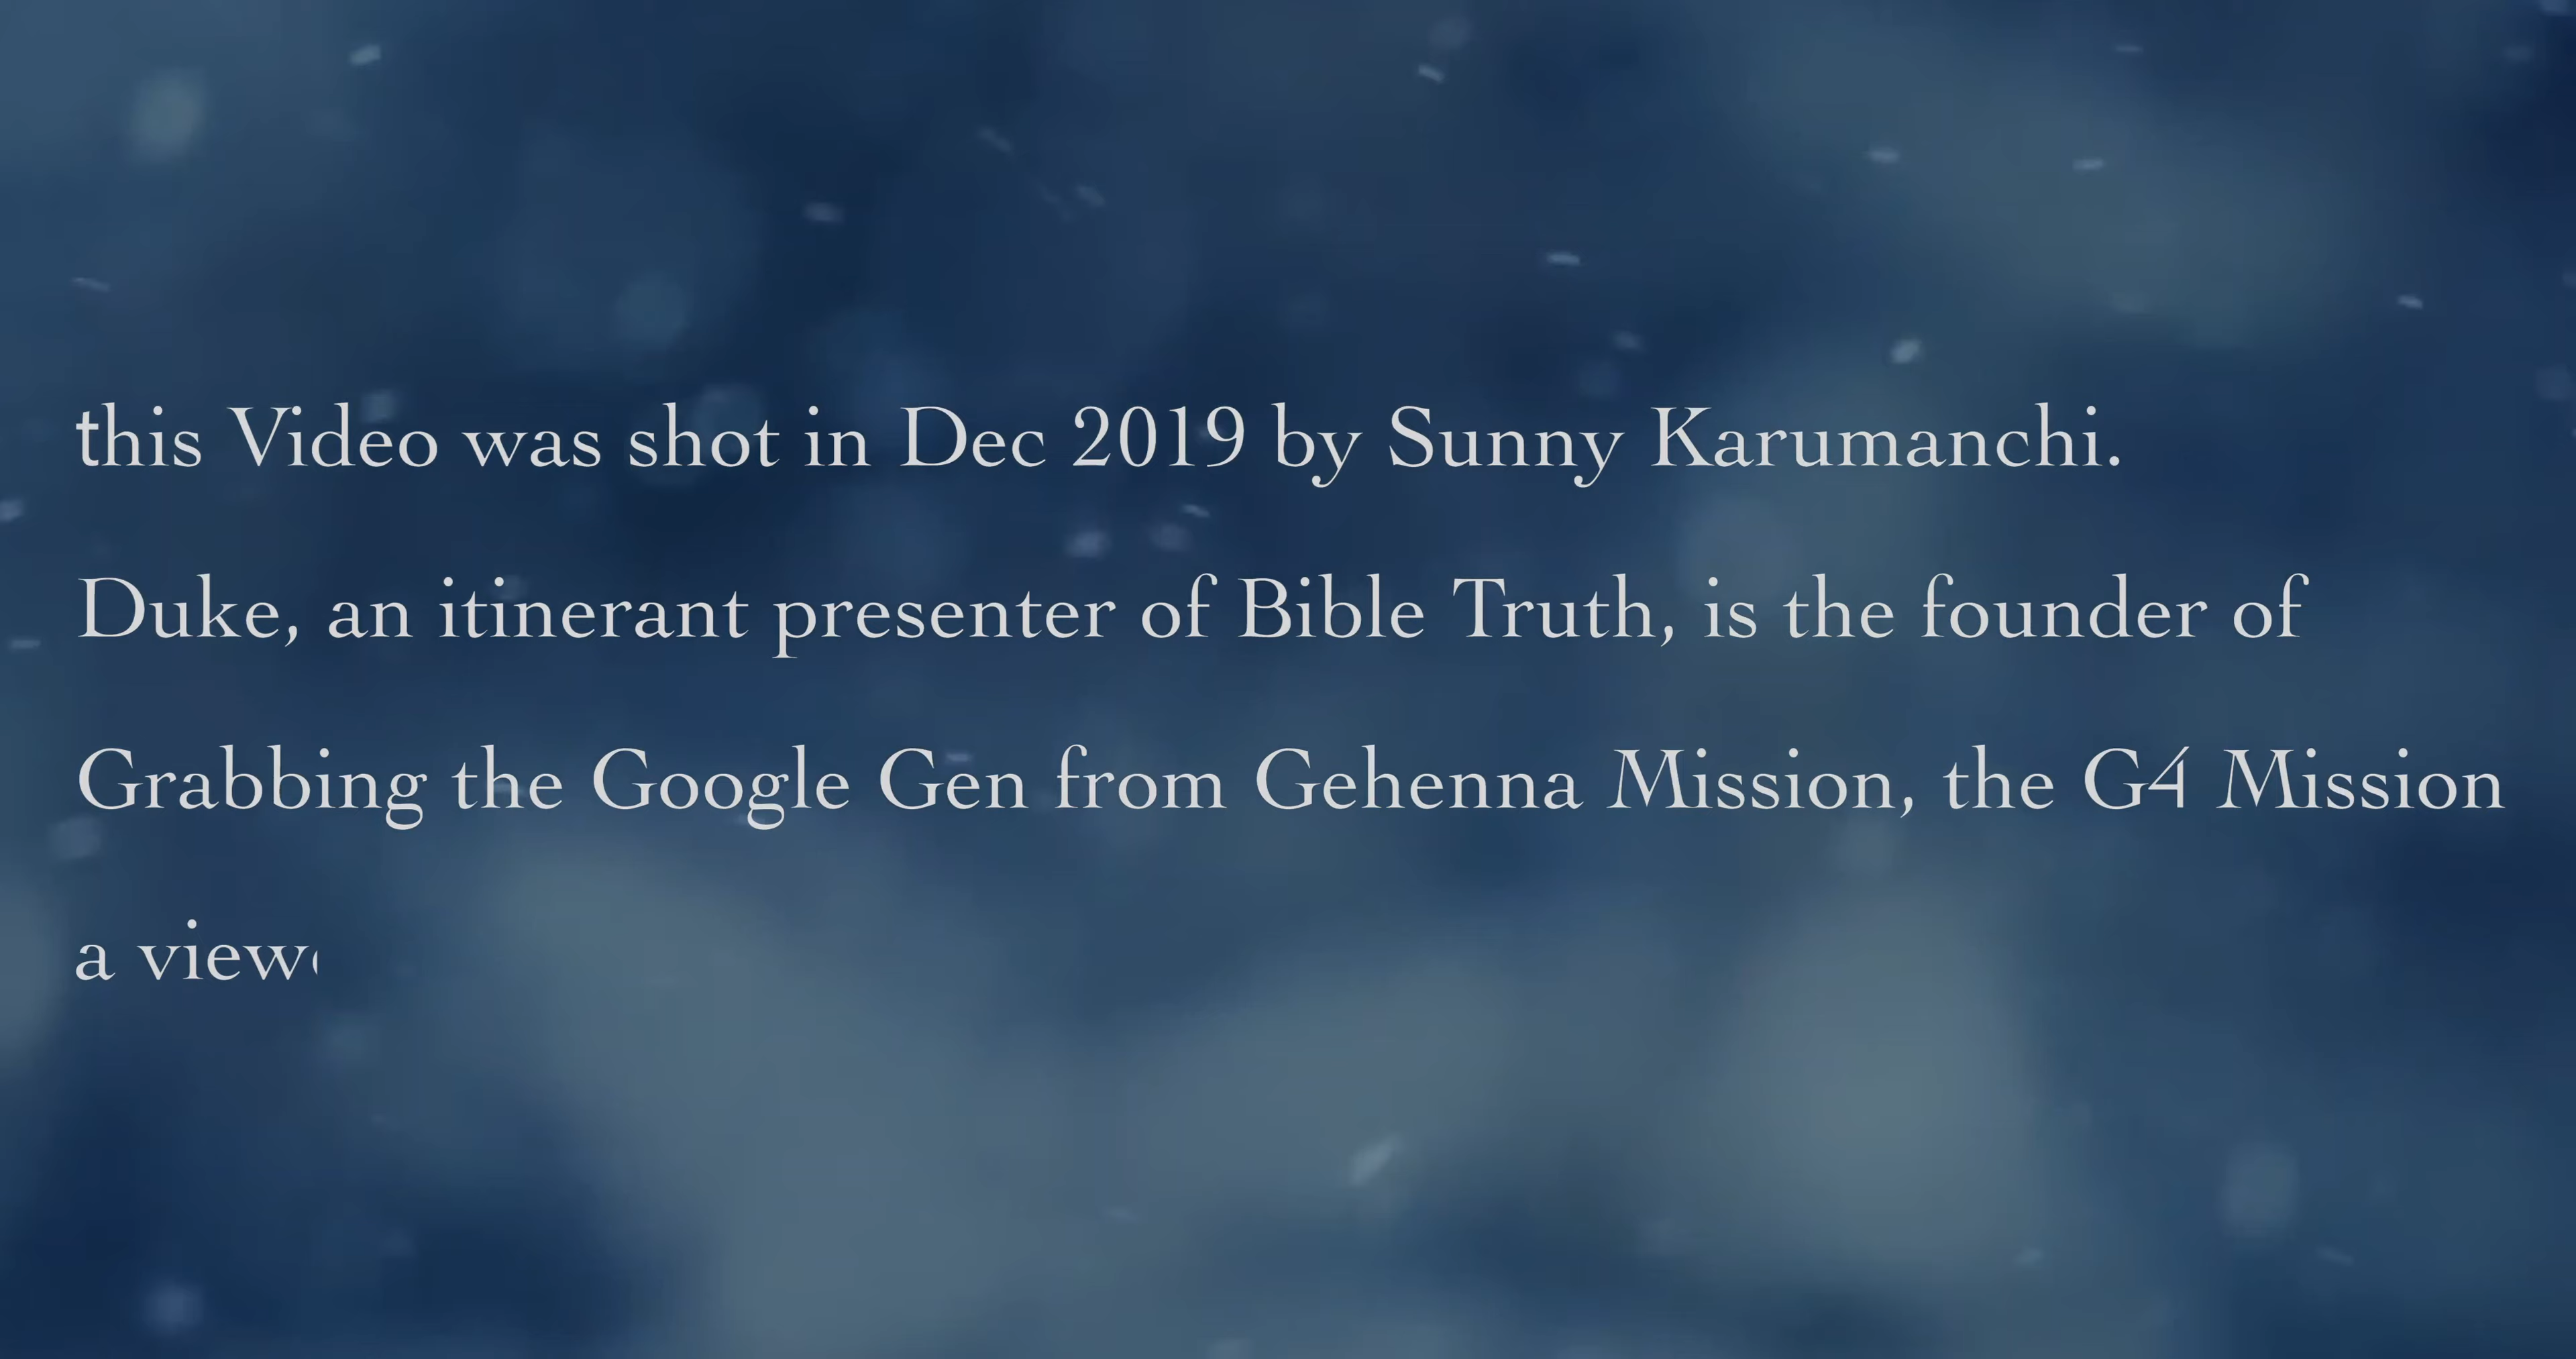 this Video was shot in Dec 2019 by Sunny Karumanchi.
Duke, an itinerant presenter of Bible Truth, is the founder of
Grabbing the Google Gen from Gehenna Mission, the G4 Mission
a